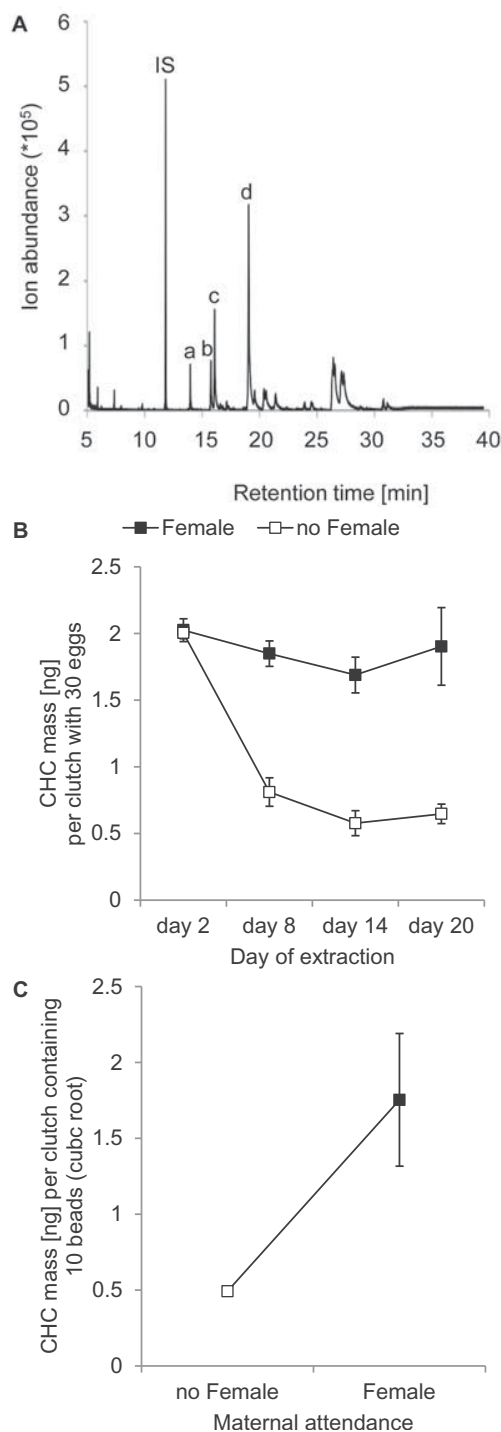 A
6
5
4
3
2
1
0
Ion abundance (*10⁵)
IS
a
b
c
d
5 10 15 20 25 30 35 40
Retention time [min]
B
Female no Female
2.5
2
1.5
1
0.5
0
CHC mass [ng]
per clutch with 30 eggs
day 2 day 8 day 14 day 20
Day of extraction
C
2.5
2
1.5
1
0.5
0
CHC mass [ng] per clutch containing
10 beads (cubc root)
no Female Female
Maternal attendance